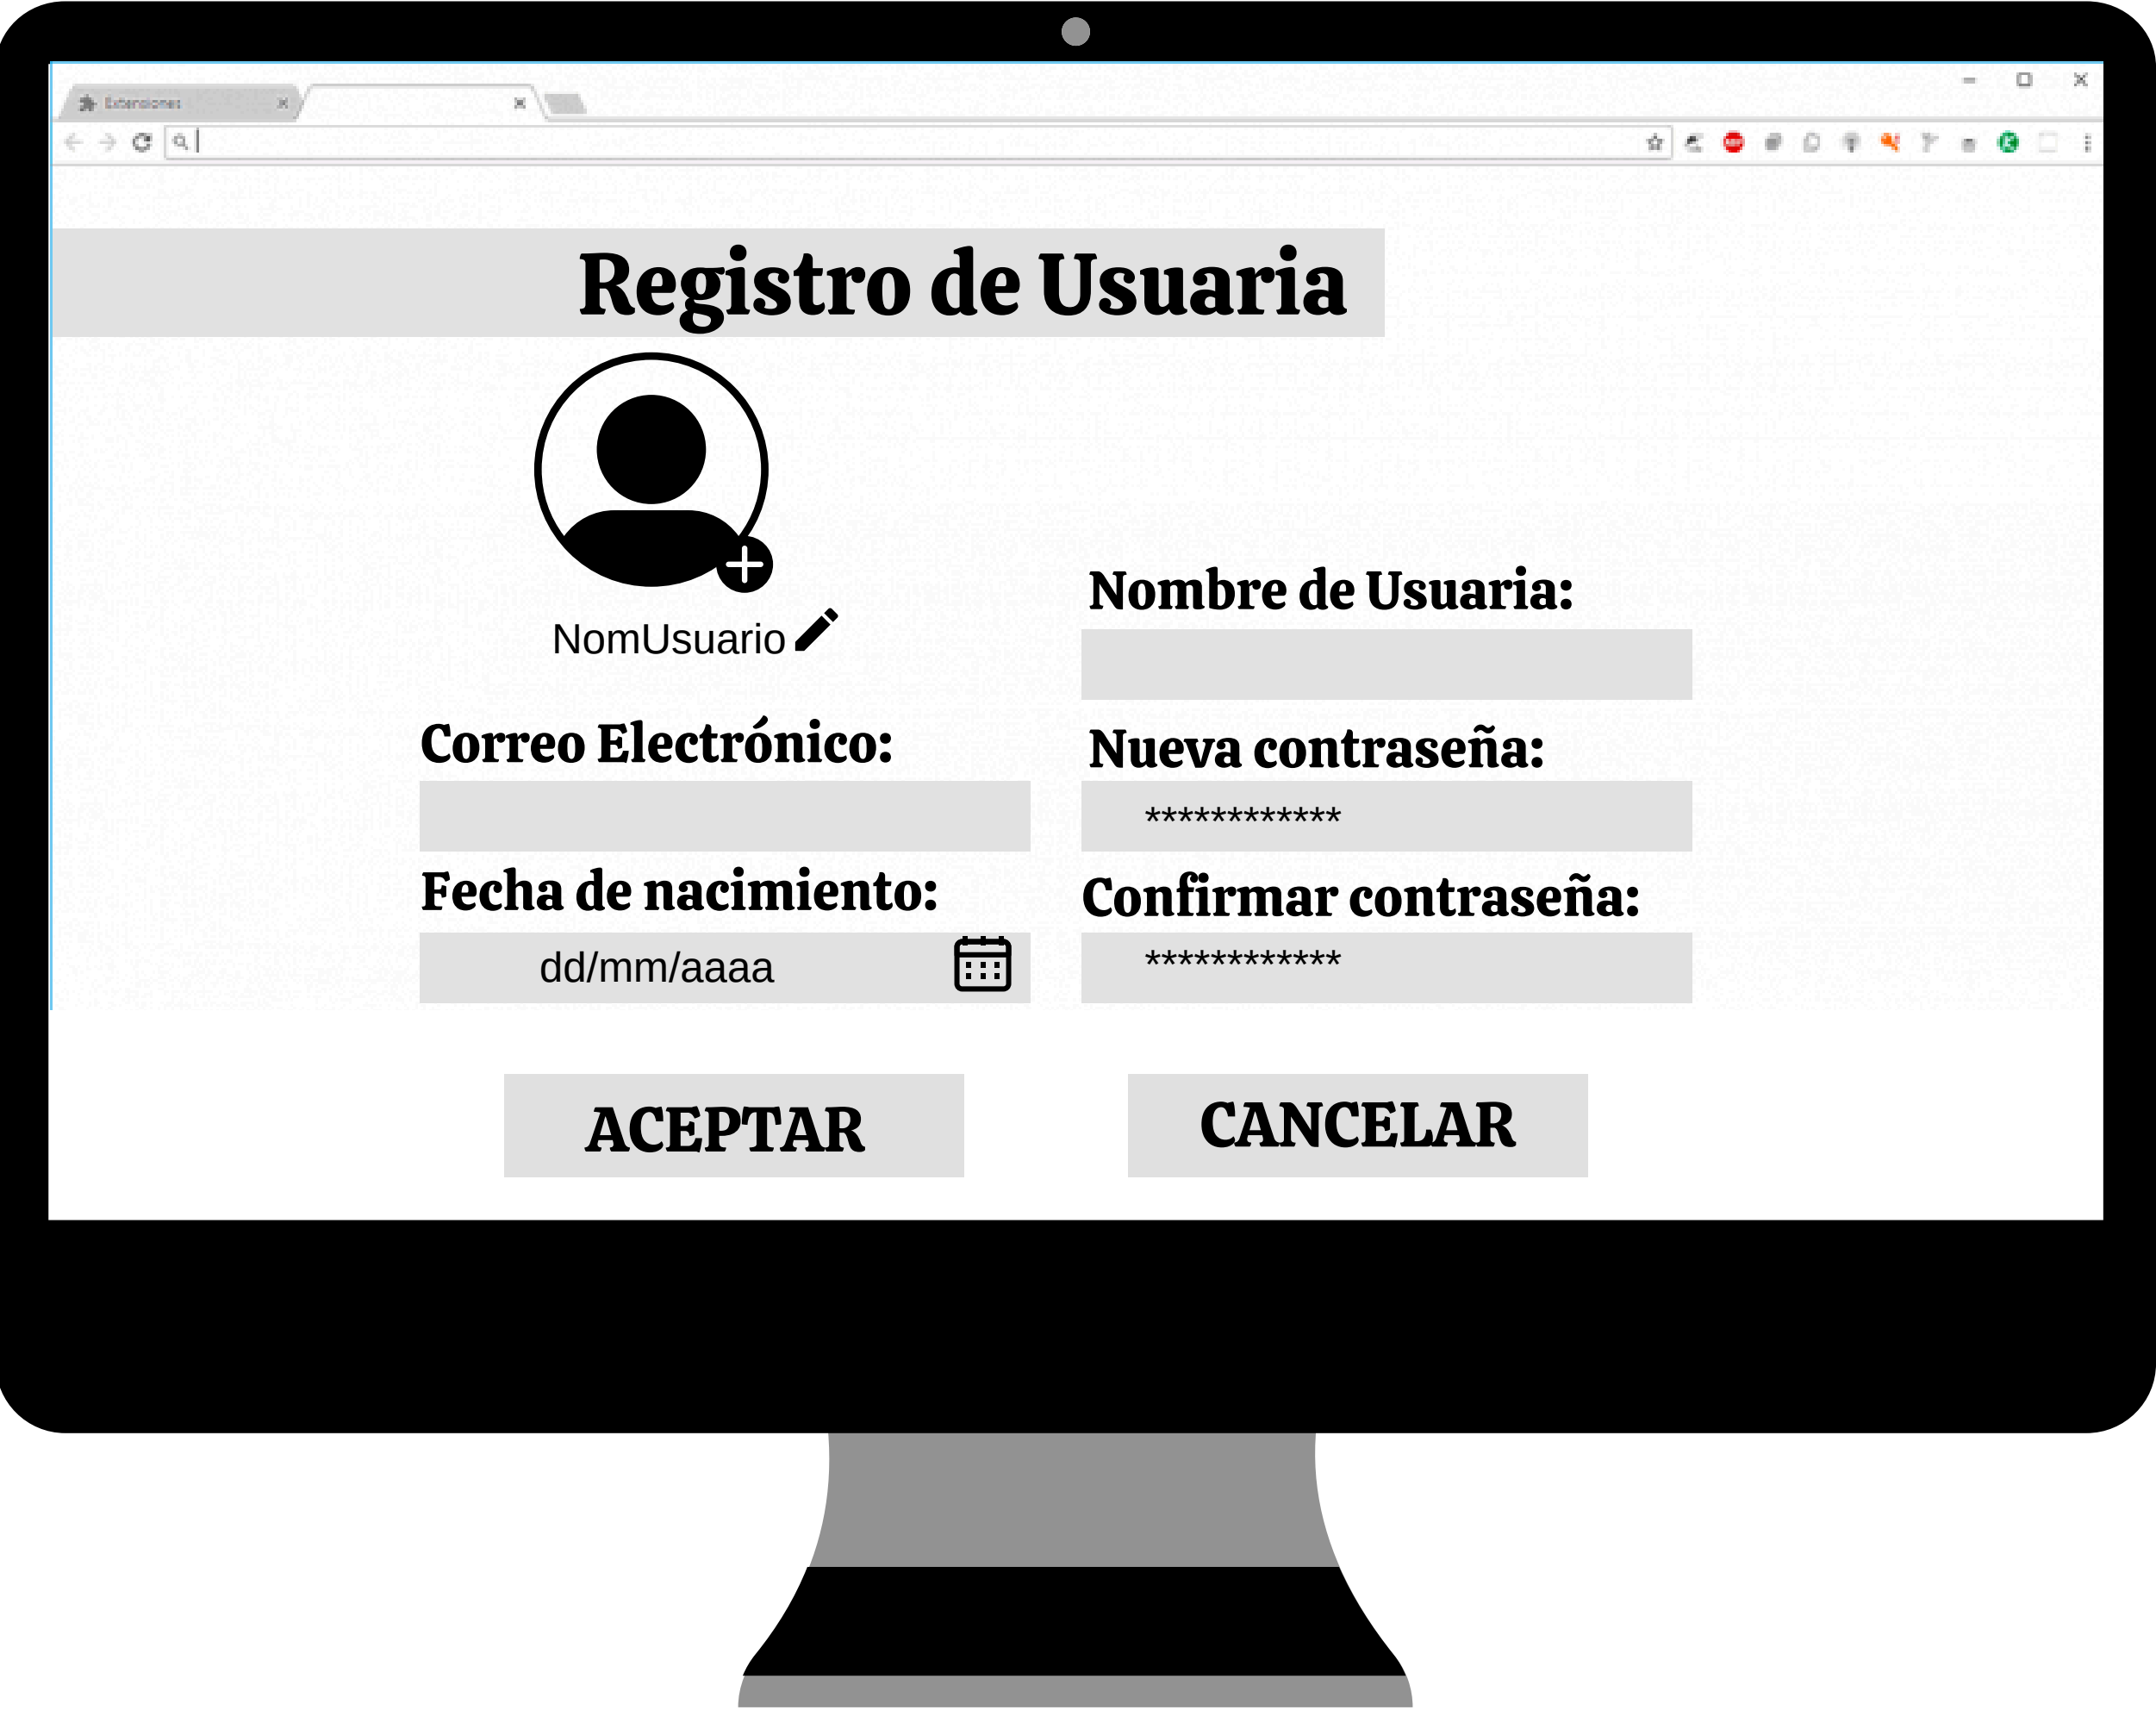 Extensiones
Registro de Usuaria
NomUsuario
Nombre de Usuaria:
Correo Electrónico:
Nueva contraseña:
***********
Fecha de nacimiento:
Confirmar contraseña:
dd/mm/aaaa
***********
ACEPTAR
CANCELAR